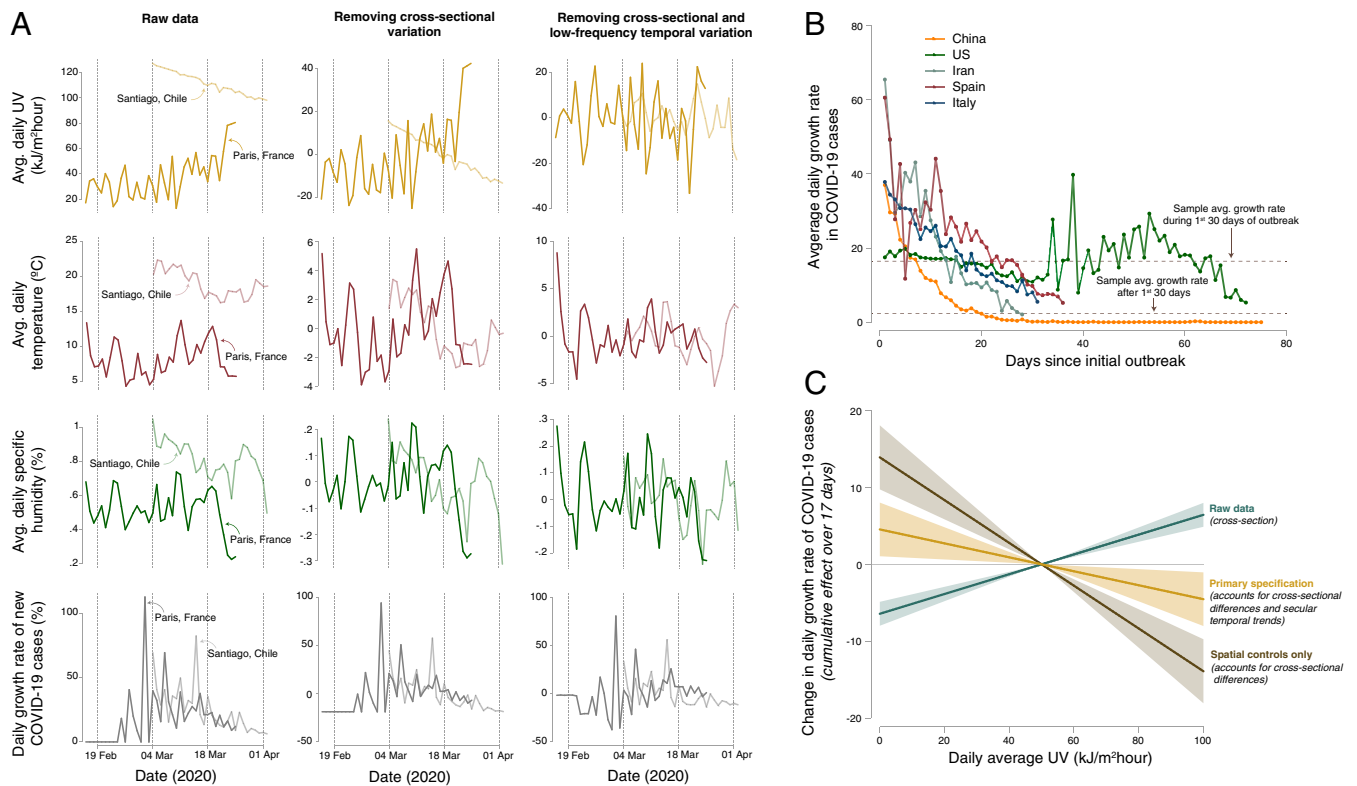 A
Raw data
Removing cross-sectional
variation
Removing cross-sectional and
low-frequency temporal variation
Avg. daily UV
(kJ/m²hour)
120
100
80
60
40
20
Santiago, Chile
Paris, France
40
20
0
-20
20
0
-20
-40
Avg. daily
temperature (ºC)
25
20
15
10
5
Santiago, Chile
Paris, France
6
4
2
0
-2
-4
10
5
0
-5
Avg. daily specific
humidity (%)
1
.8
.6
.4
.2
Santiago, Chile
Paris, France
.2
.1
0
-.1
-.2
-.3
.3
.2
.1
0
-.1
-.2
Daily growth rate of new
COVID-19 cases (%)
100
50
0
Paris, France
Santiago, Chile
100
50
0
-50
100
50
0
-50
19 Feb
04 Mar
18 Mar
01 Apr
19 Feb
04 Mar
18 Mar
01 Apr
19 Feb
04 Mar
18 Mar
01 Apr
Date (2020)
Date (2020)
Date (2020)
B
China
US
Iran
Spain
Italy
Avgerage daily growth rate
in COVID-19 cases
80
60
40
20
0
Sample avg. growth rate
during 1st 30 days of outbreak
Sample avg. growth rate
after 1st 30 days
0
20
40
60
80
Days since initial outbreak
C
Change in daily growth rate of COVID-19 cases
(cumulative effect over 17 days)
20
10
0
-10
-20
Raw data
(cross-section)
Primary specification
(accounts for cross-sectional
differences and secular
temporal trends)
Spatial controls only
(accounts for cross-sectional
differences)
0
20
40
60
80
100
Daily average UV (kJ/m²hour)